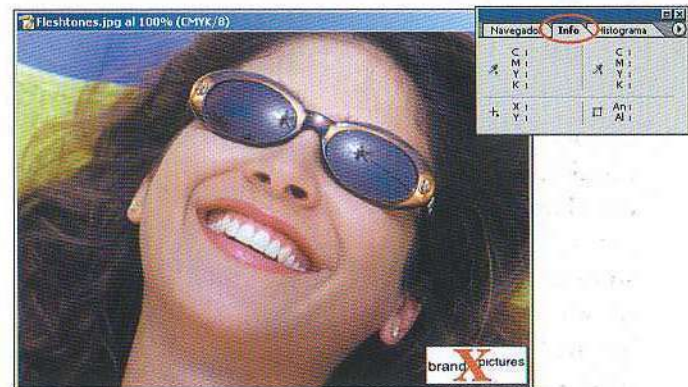 Fleshtones.jpg al 100% (CMYK/8)
Navegado Info Histograma
C: C:
M: M:
Y: Y:
K: K:
X: An:
Y: Al:
brand X pictures